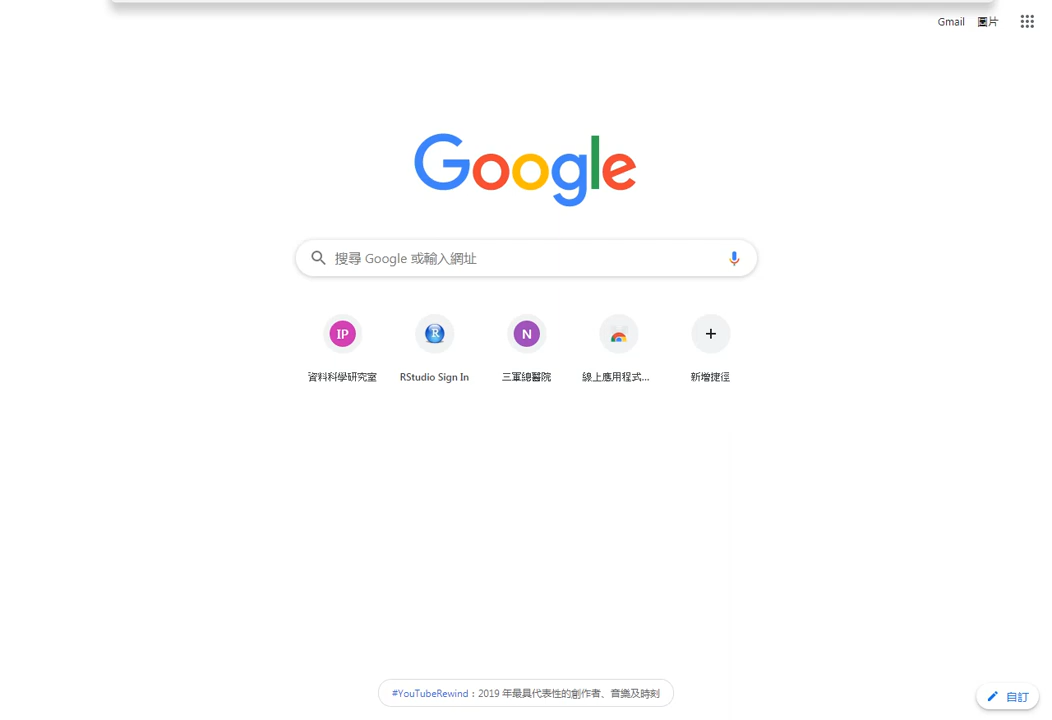 Gmail 圖片
Google
搜尋 Google 或輸入網址
IP R N
資料科學研究室 RStudio Sign In 三軍總醫院 線上應用程式... 新增捷徑
#YouTubeRewind：2019 年最具代表性的創作者、音樂及時刻
自訂